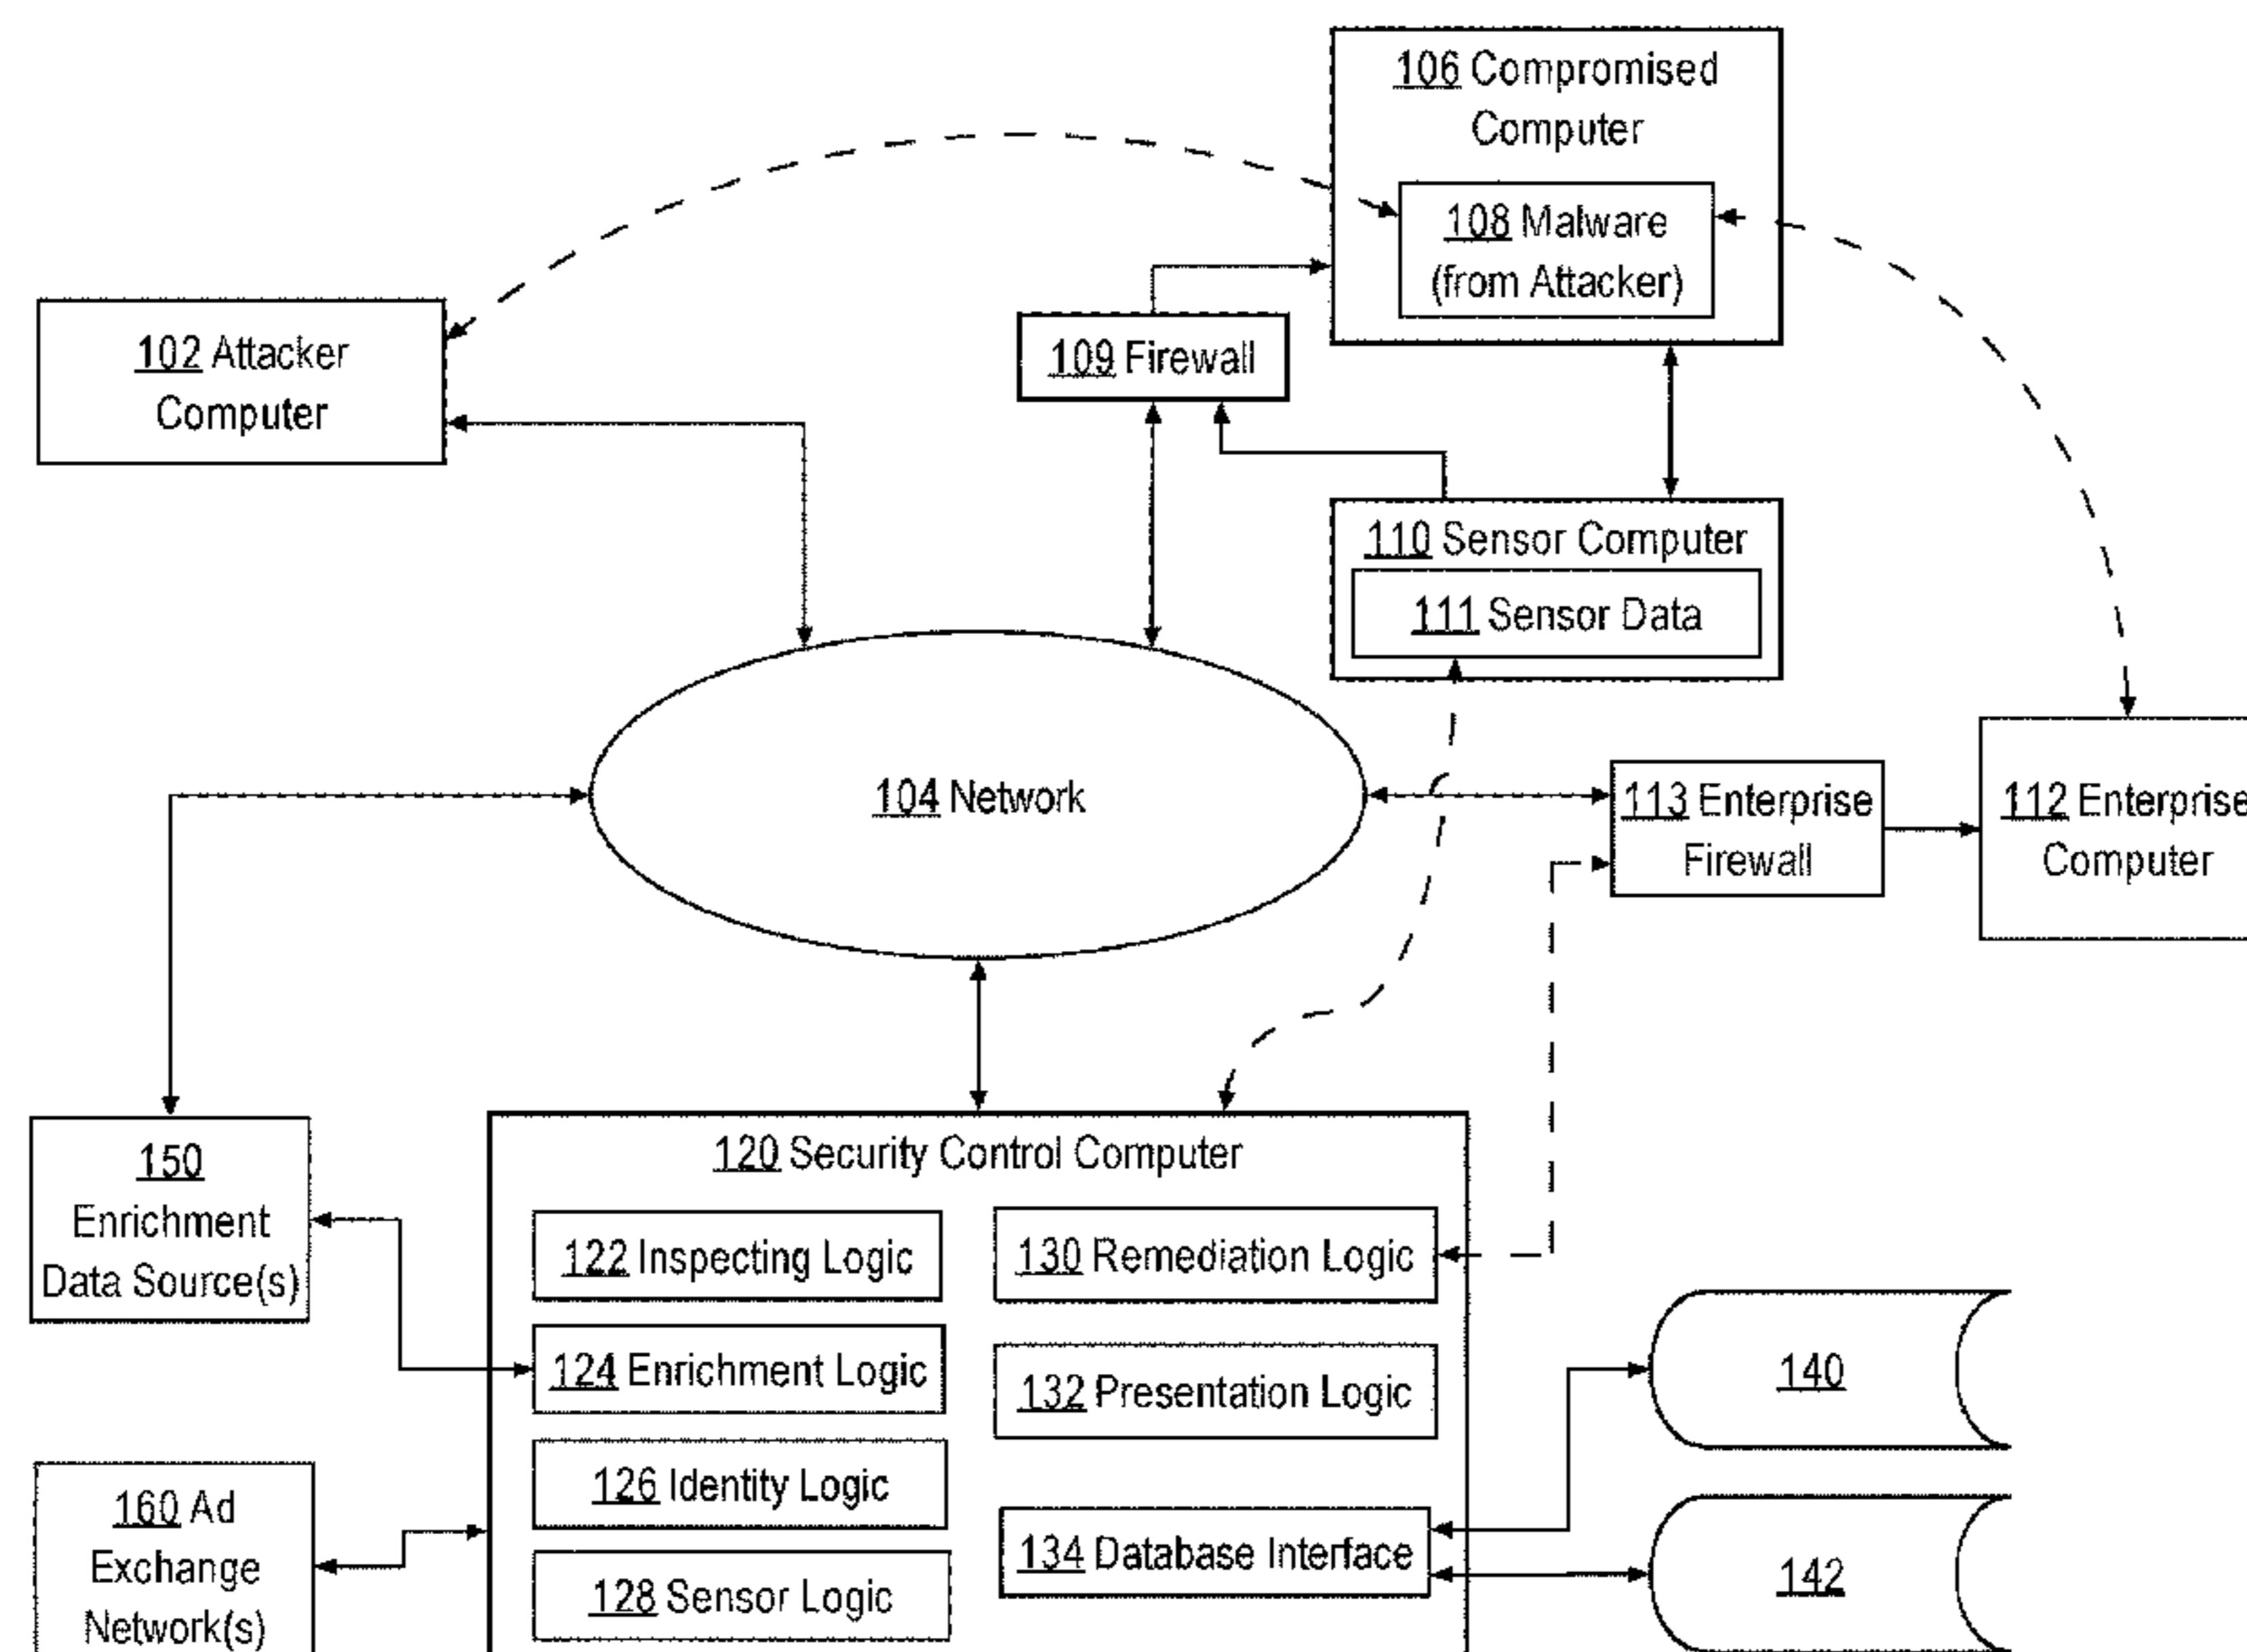 106 Compromised
Computer
108 Malware
(from Attacker)
102 Attacker
Computer
109 Firewall
110 Sensor Computer
111 Sensor Data
104 Network
113 Enterprise
Firewall
112 Enterprise
Computer
150
Enrichment
Data Source(s)
120 Security Control Computer
122 Inspecting Logic
130 Remediation Logic
124 Enrichment Logic
132 Presentation Logic
140
126 Identity Logic
160 Ad
Exchange
Network(s)
134 Database Interface
128 Sensor Logic
142